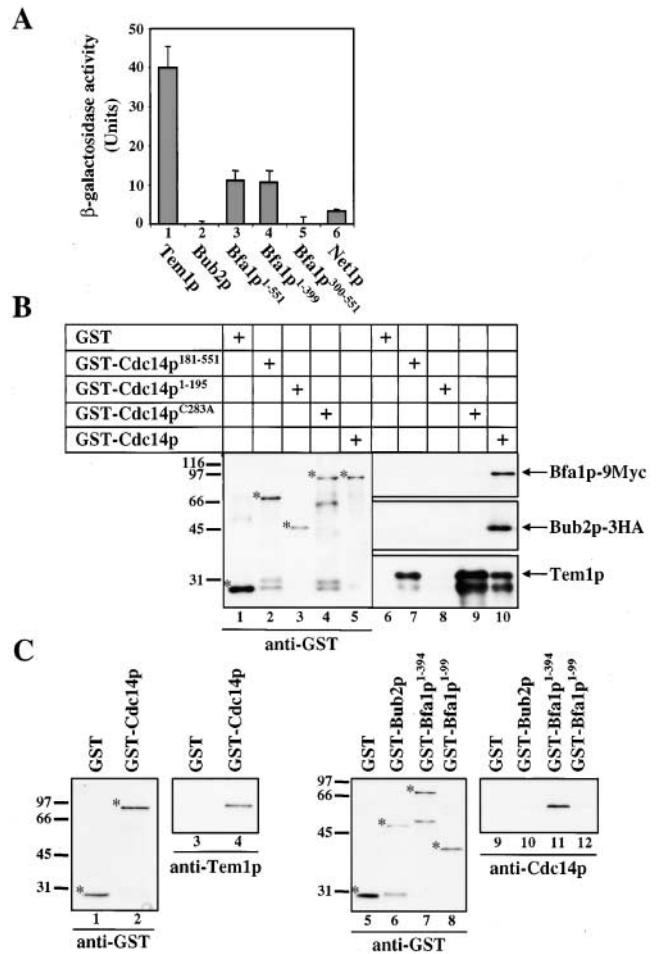 A
β-galactosidase activity
(Units)
50
40
30
20
10
0
1 2 3 4 5 6
Tem1p
Bub2p
Bfa1p1-551
Bfa1p1-399
Bfa1p300-551
Net1p
B
GST + +
GST-Cdc14p181-551 + +
GST-Cdc14p1-195 + +
GST-Cdc14pC283A + +
GST-Cdc14p + +
116
97
66
45
31
* * * * *
Bfa1p-9Myc
Bub2p-3HA
Tem1p
1 2 3 4 5 6 7 8 9 10
anti-GST
C
GST
GST-Cdc14p
GST
GST-Cdc14p
GST
GST-Bub2p
GST-Bfa1p1-394
GST-Bfa1p1-99
GST
GST-Bub2p
GST-Bfa1p1-394
GST-Bfa1p1-99
97
66
45
31
* *
1 2
anti-GST
3 4
anti-Tem1p
97
66
45
31
* * * *
5 6 7 8
anti-GST
9 10 11 12
anti-Cdc14p